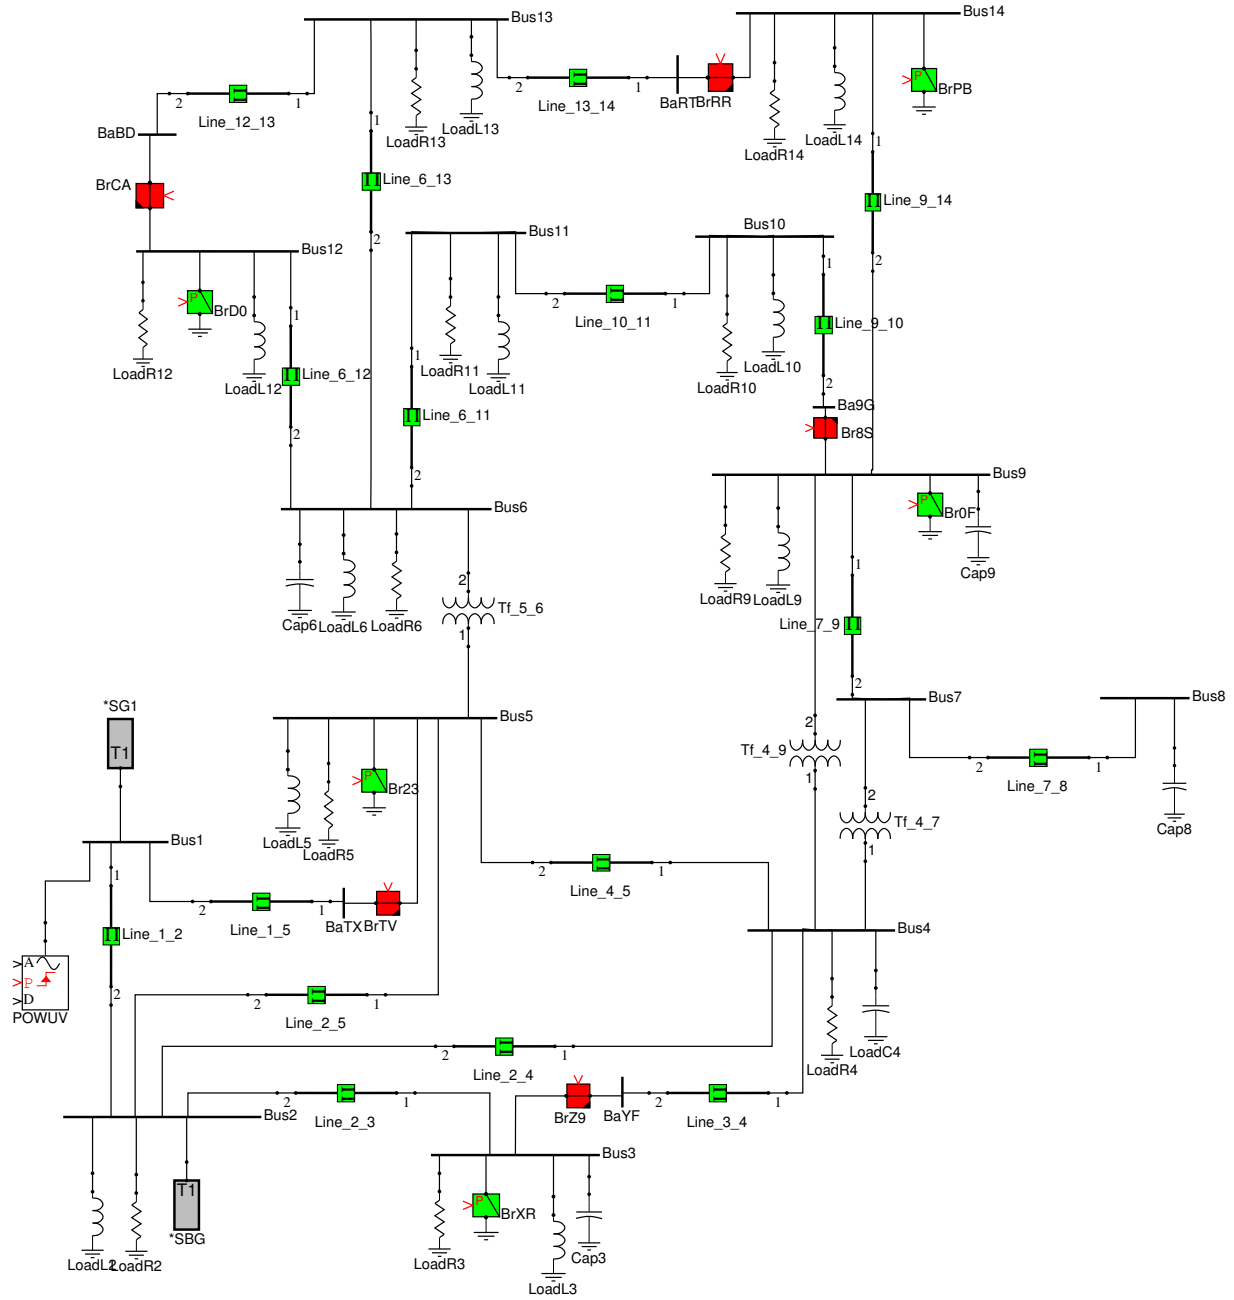 Bus13
Bus14
2
1
Line_12_13
2
1
Line_13_14
BaRT
BrRR
BrPB
P
LoadR13
LoadL13
LoadR14
LoadL14
BaBD
BrCA
1
Line_6_13
2
1
Line_9_14
2
Bus12
Bus11
Bus10
P
BrD0
LoadR12
LoadL12
1
Line_6_12
2
2
1
Line_10_11
LoadR11
LoadL11
1
Line_6_11
2
LoadR10
LoadL10
1
Line_9_10
2
Ba9G
Br8S
Bus9
Bus6
P
Br0F
Cap9
LoadR9
LoadL9
1
Line_7_9
2
Cap6
LoadL6
LoadR6
2
Tf_5_6
1
Bus7
Bus8
*SG1
T1
Bus5
2
Tf_4_9
1
2
1
Line_7_8
Cap8
2
Tf_4_7
1
P
Br23
LoadL5
LoadR5
Bus1
1
Line_1_2
2
2
1
Line_1_5
BaTX
BrTV
2
1
Line_4_5
Bus4
A
P
D
POWUV
2
1
Line_2_5
LoadR4
LoadC4
2
1
Line_2_4
2
1
Line_2_3
BrZ9
BaYF
2
1
Line_3_4
Bus2
Bus3
T1
*SBG
LoadL2
LoadR2
P
BrXR
LoadR3
LoadL3
Cap3